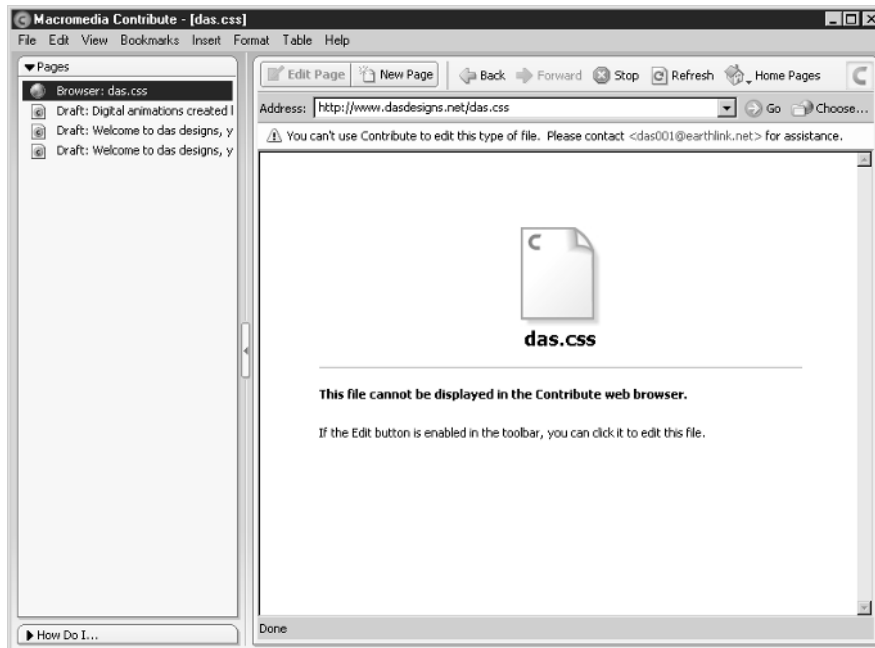 Macromedia Contribute - [das.css]
File Edit View Bookmarks Insert Format Table Help
Pages
Browser: das.css
Draft: Digital animations created l
Draft: Welcome to das designs, y
Draft: Welcome to das designs, y
How Do I...
Edit Page New Page Back Forward Stop Refresh Home Pages
Address: http://www.dasdesigns.net/das.css Go Choose...
You can't use Contribute to edit this type of file. Please contact <das001@earthlink.net> for assistance.
C
das.css
This file cannot be displayed in the Contribute web browser.
If the Edit button is enabled in the toolbar, you can click it to edit this file.
Done